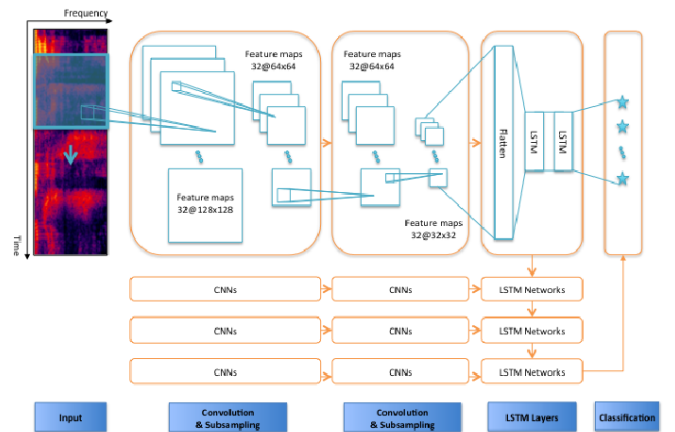 Frequency
Time
Feature maps
32@64x64
Feature maps
32@128x128
Feature maps
32@64x64
Feature maps
32@32x32
Flatten
LSTM
LSTM
CNNs
CNNs
LSTM Networks
CNNs
CNNs
LSTM Networks
CNNs
CNNs
LSTM Networks
Input
Convolution
& Subsampling
Convolution
& Subsampling
LSTM Layers
Classification